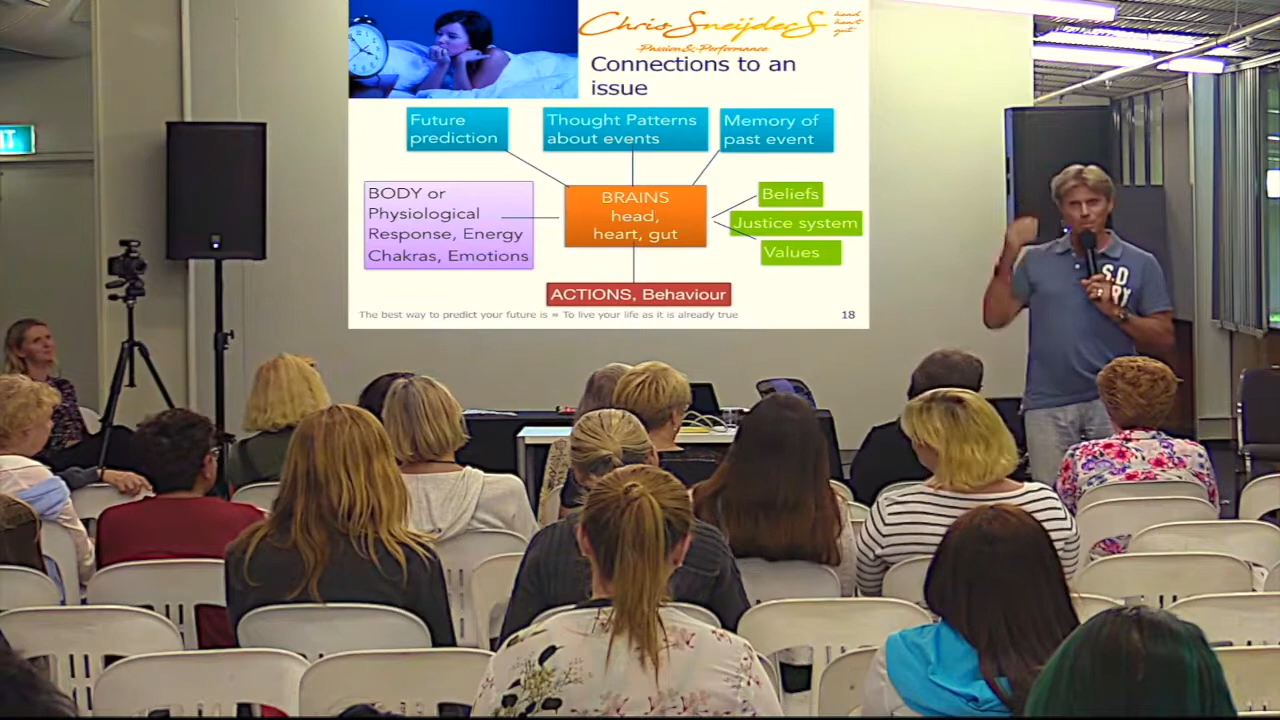 Chris Sneijders
head
heart
gut
Passion & Performance
Connections to an
issue
Future
prediction
Thought Patterns
about events
Memory of
past event
BODY or
Physiological
Response, Energy
Chakras, Emotions
BRAINS
head,
heart, gut
Beliefs
Justice system
Values
ACTIONS, Behaviour
The best way to predict your future is = To live your life as it is already true
18